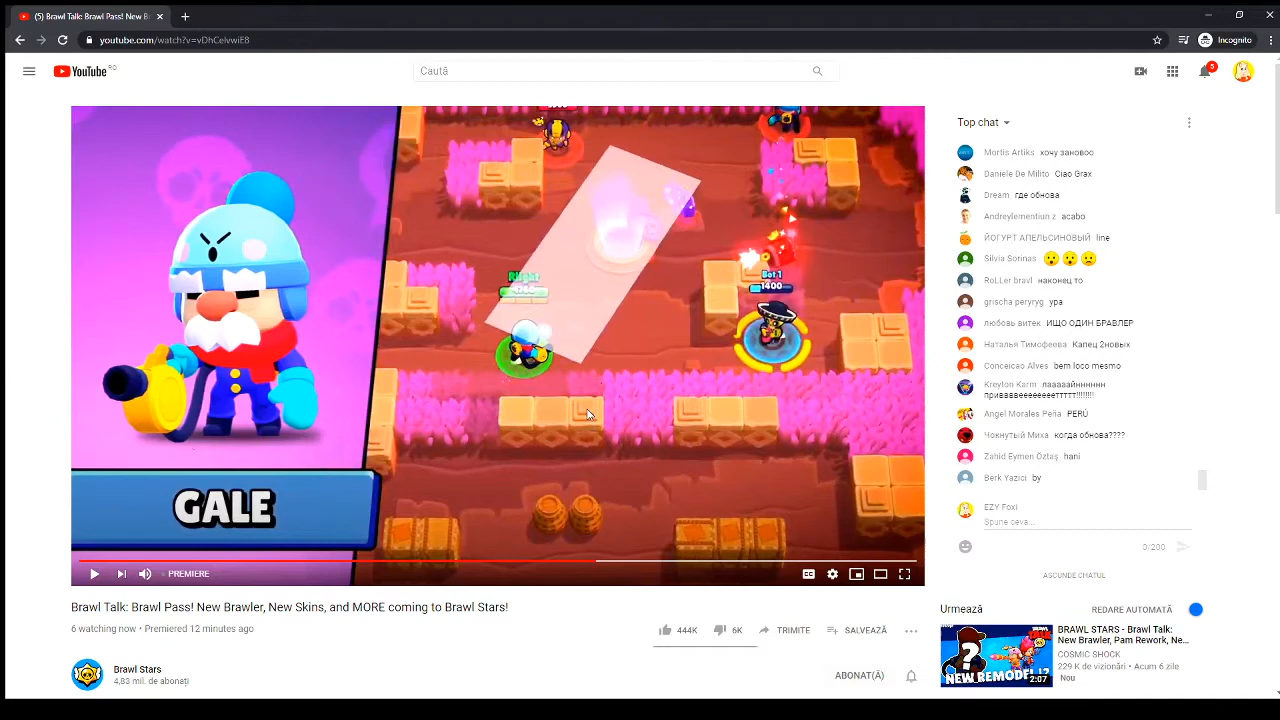 (5) Brawl Talk: Brawl Pass! New B
youtube.com/watch?v=vDhCelvwiE8
Incognito
YouTube RO
Caută
5
Top chat
Mortis Artiks хочу зановоо
Daniele De Milito Ciao Grax
Dream где обнова
Andreylementiun z acabo
ЙОГУРТ АПЕЛЬСИНОВЫЙ line
Silvia Sorinas
RoLLer bravl наконец то
grischa peryryg ура
любовь витек ИЩО ОДИН БРАВЛЕР
Наталья Тимофеева Капец 2новых
Conceicao Alves bem loco mesmo
Kreyton Karm лаааааайнннннн
приввввееееееееттттт!!!!!!!!
Angel Morales Peña PERÚ
Чокнутый Миха когда обнова????
Zahid Eymen Öztaş hani
Berk Yazıcı by
EZY Foxi
Spune ceva...
0/200
ASCUNDE CHATUL
Bot 1
1400
GALE
PREMIERE
CC
Brawl Talk: Brawl Pass! New Brawler, New Skins, and MORE coming to Brawl Stars!
6 watching now • Premiered 12 minutes ago
444K
6K
TRIMITE
SALVEAZĂ
Brawl Stars
4,83 mil. de abonați
ABONAT(Ă)
Urmează
REDARE AUTOMATĂ
NEW REMODEL!?
2:07
BRAWL STARS - Brawl Talk:
New Brawler, Pam Rework, Ne...
COSMIC SHOCK
229 K de vizionări • Acum 6 zile
Nou